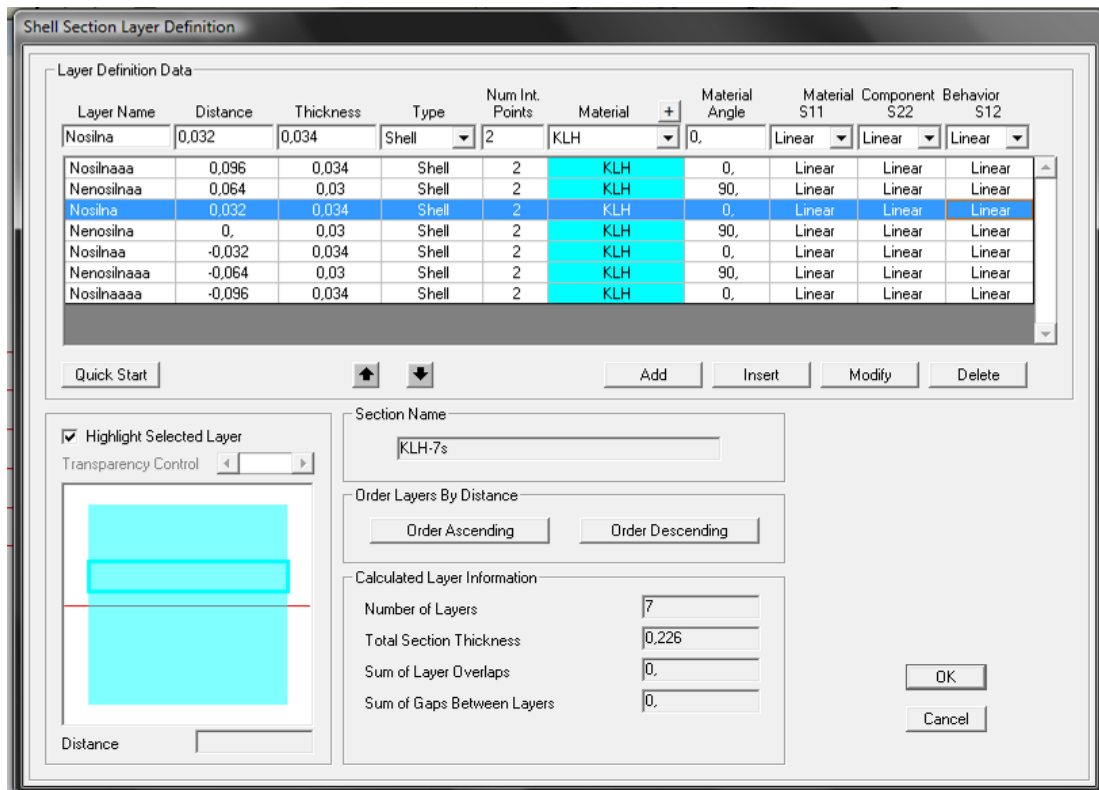 Shell Section Layer Definition
Layer Definition Data
Layer Name Distance Thickness Type Num Int. Points Material + Material Angle Material Component Behavior S11 S22 S12
Nosilna 0,032 0,034 Shell 2 KLH 0, Linear Linear Linear
Nosilnaaa 0,096 0,034 Shell 2 KLH 0, Linear Linear Linear
Nenosilnaa 0,064 0,03 Shell 2 KLH 90, Linear Linear Linear
Nosilna 0,032 0,034 Shell 2 KLH 0, Linear Linear Linear
Nenosilna 0, 0,03 Shell 2 KLH 90, Linear Linear Linear
Nosilnaa -0,032 0,034 Shell 2 KLH 0, Linear Linear Linear
Nenosilnaaa -0,064 0,03 Shell 2 KLH 90, Linear Linear Linear
Nosilnaaaa -0,096 0,034 Shell 2 KLH 0, Linear Linear Linear
Quick Start Add Insert Modify Delete
Highlight Selected Layer
Transparency Control
Distance
Section Name
KLH-7s
Order Layers By Distance
Order Ascending Order Descending
Calculated Layer Information
Number of Layers 7
Total Section Thickness 0,226
Sum of Layer Overlaps 0,
Sum of Gaps Between Layers 0,
OK
Cancel